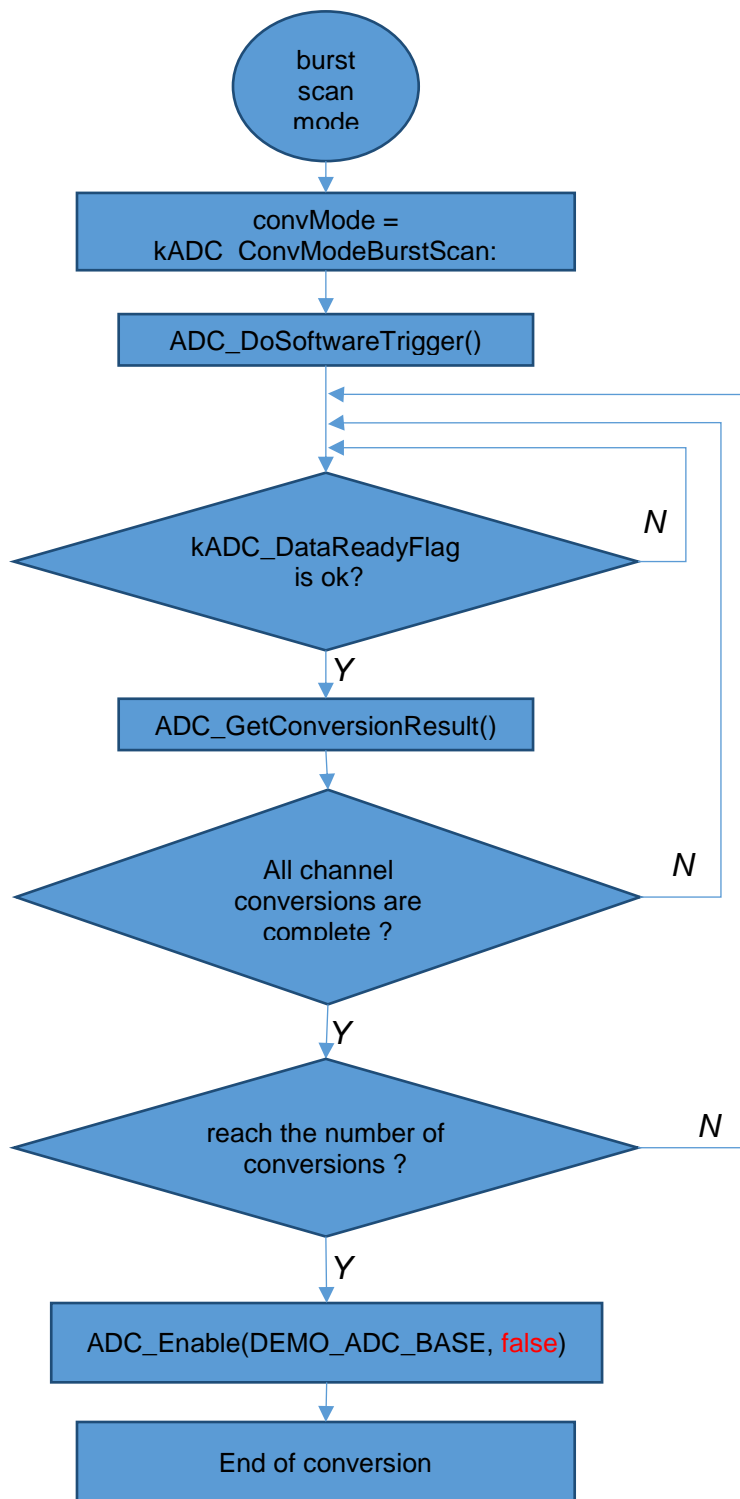 burst
scan
mode
convMode =
kADC_ConvModeBurstScan:
ADC_DoSoftwareTrigger()
kADC_DataReadyFlag
is ok?
N
Y
ADC_GetConversionResult()
All channel
conversions are
complete ?
N
Y
reach the number of
conversions ?
N
Y
ADC_Enable(DEMO_ADC_BASE, false)
End of conversion